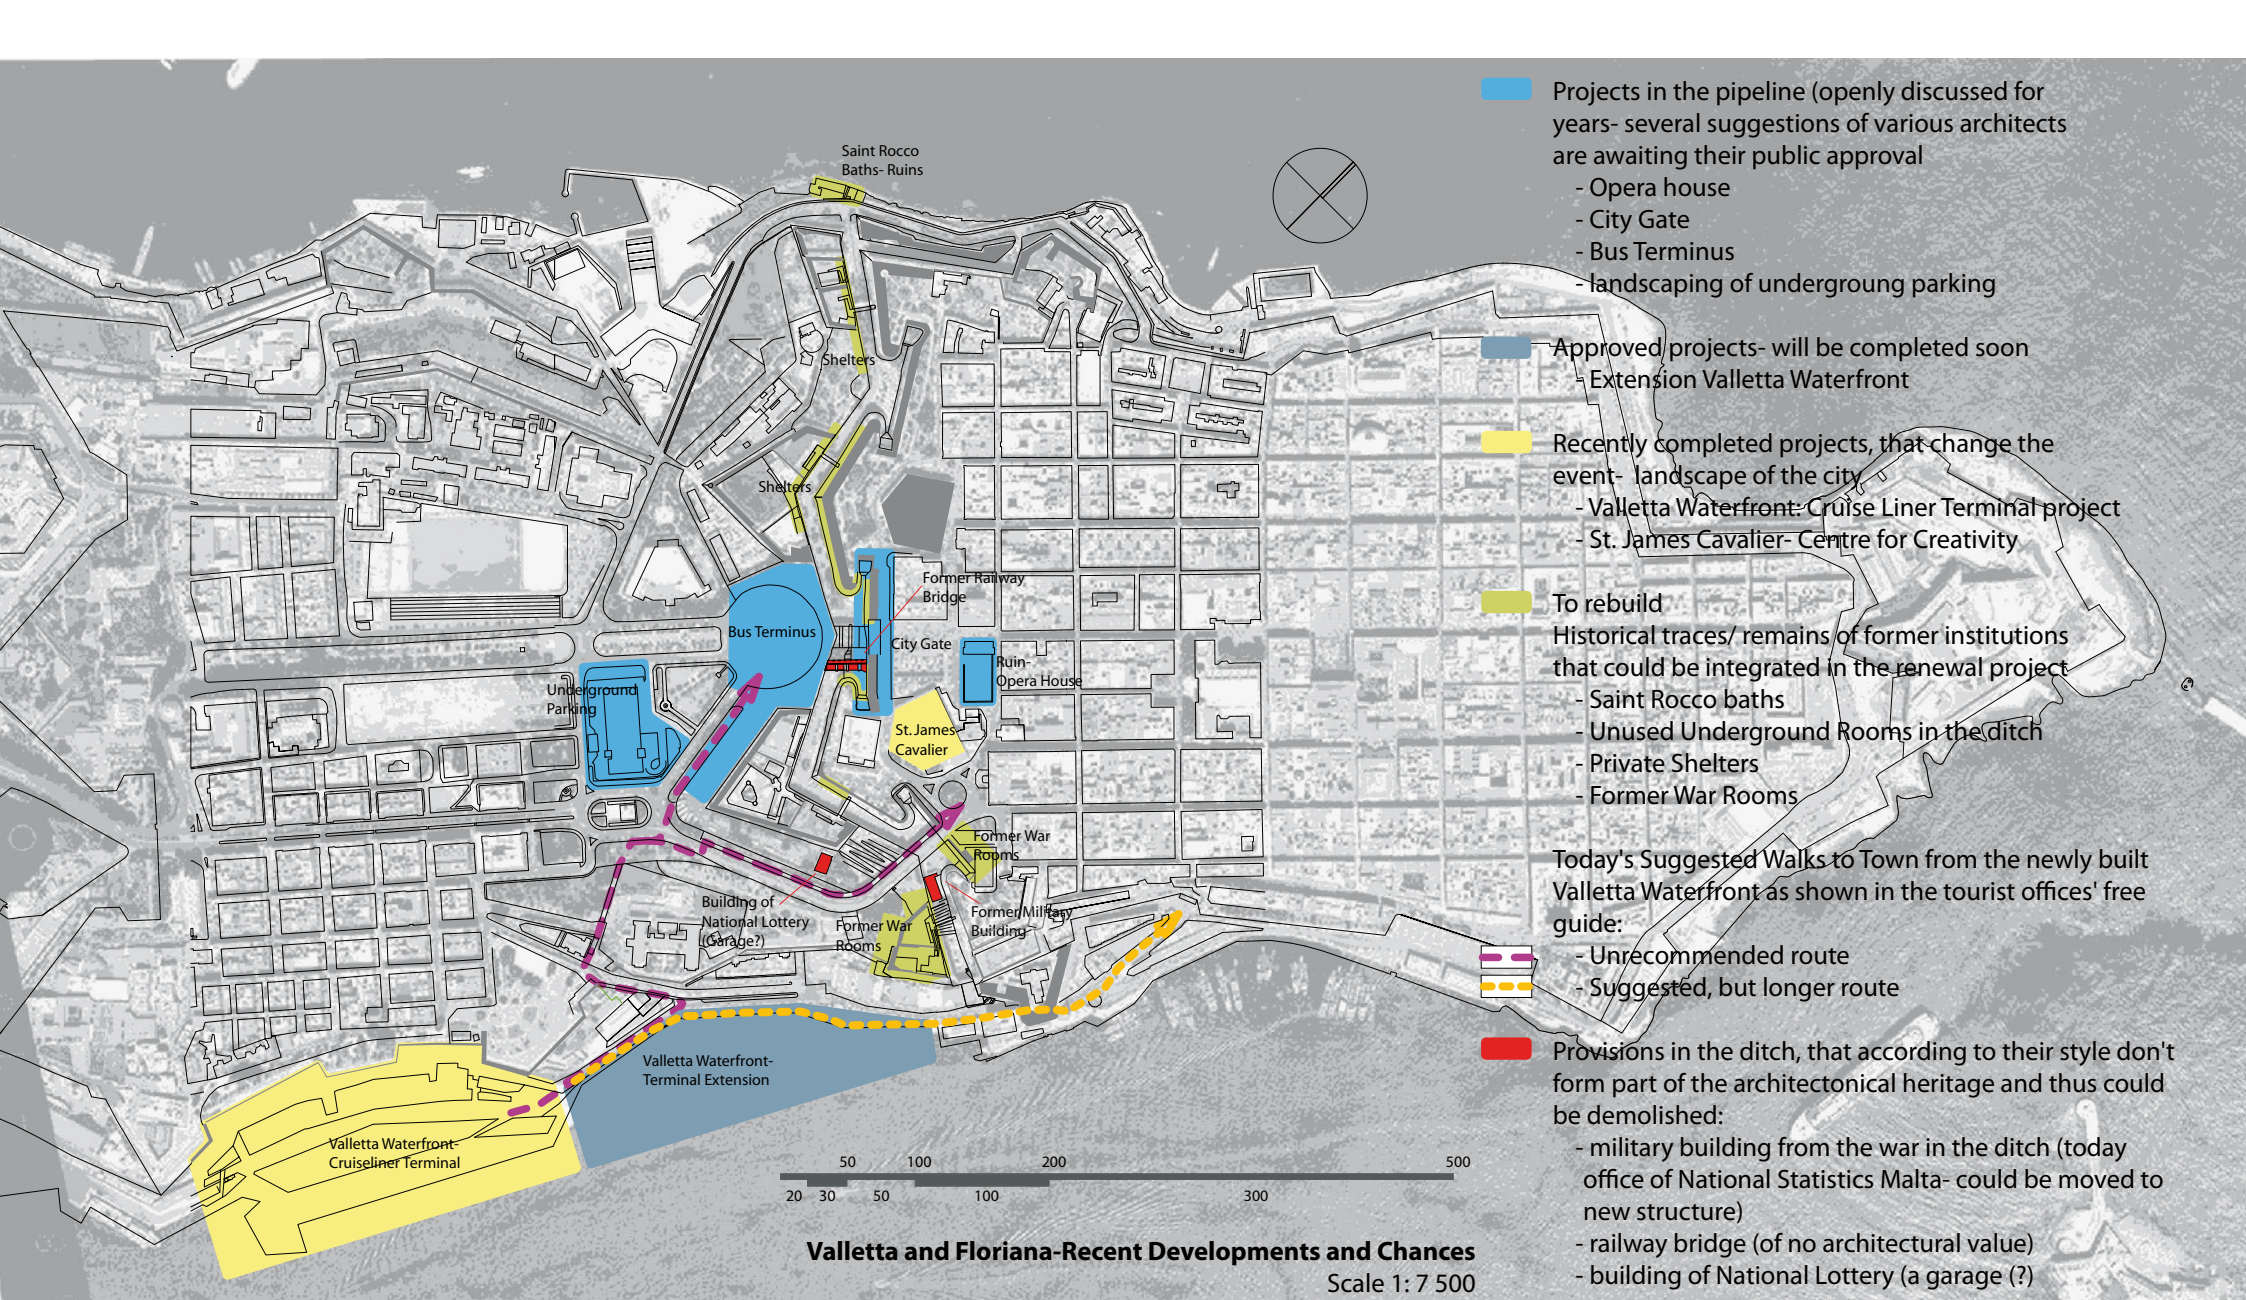 Saint Rocco
Baths- Ruins
Shelters
Shelters
Former Railway
Bridge
Bus Terminus
City Gate
Ruin-
Opera House
Underground
Parking
St. James
Cavalier
Former War
Rooms
Building of
National Lottery
(Garage?)
Former War
Rooms
Former Military
Building
Valletta Waterfront-
Terminal Extension
Valletta Waterfront-
Cruiseliner Terminal
50 100 200 500
20 30 50 100 300
Valletta and Floriana-Recent Developments and Chances
Scale 1: 7 500
Projects in the pipeline (openly discussed for
years- several suggestions of various architects
are awaiting their public approval
- Opera house
- City Gate
- Bus Terminus
- landscaping of undergroung parking
Approved projects- will be completed soon
- Extension Valletta Waterfront
Recently completed projects, that change the
event- landscape of the city
- Valletta Waterfront: Cruise Liner Terminal project
- St. James Cavalier- Centre for Creativity
To rebuild
Historical traces/ remains of former institutions
that could be integrated in the renewal project
- Saint Rocco baths
- Unused Underground Rooms in the ditch
- Private Shelters
- Former War Rooms
Today's Suggested Walks to Town from the newly built
Valletta Waterfront as shown in the tourist offices' free
guide:
- Unrecommended route
- Suggested, but longer route
Provisions in the ditch, that according to their style don't
form part of the architectonical heritage and thus could
be demolished:
- military building from the war in the ditch (today
office of National Statistics Malta- could be moved to
new structure)
- railway bridge (of no architectural value)
- building of National Lottery (a garage (?)